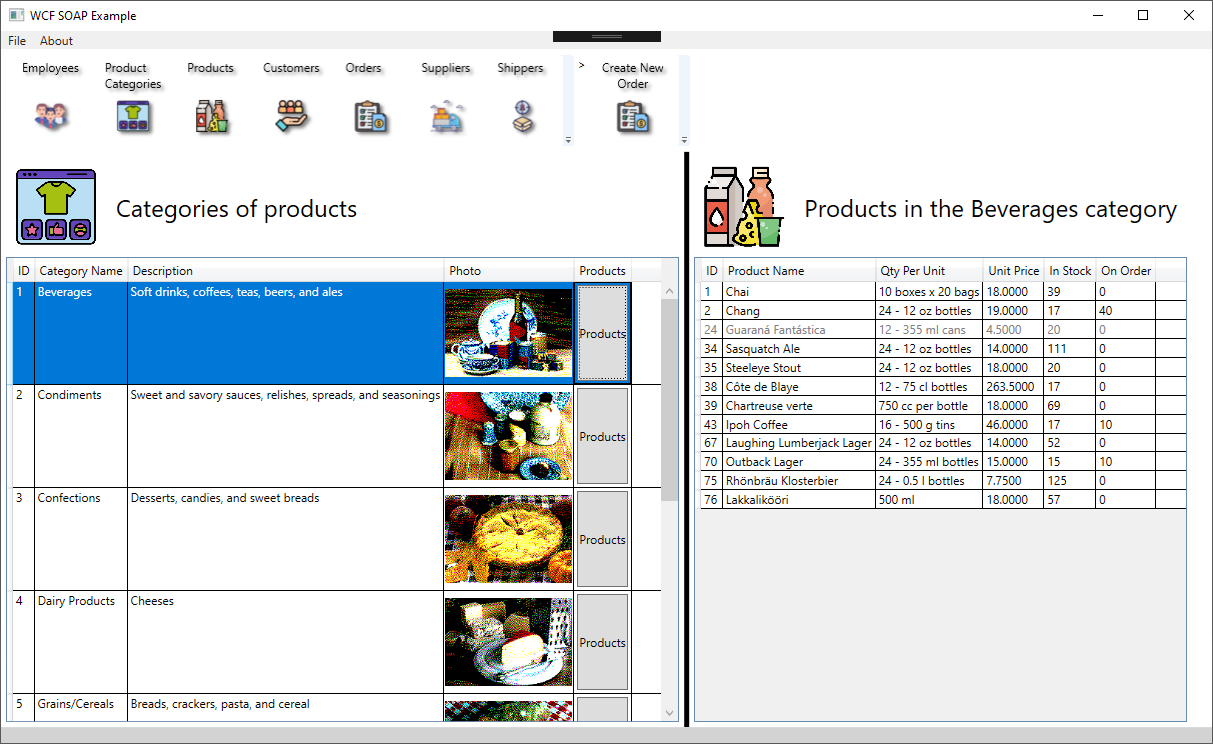 WCF SOAP Example
File About
Employees Product Categories Products Customers Orders Suppliers Shippers > Create New Order
Categories of products
ID Category Name Description Photo Products
1 Beverages Soft drinks, coffees, teas, beers, and ales Products
2 Condiments Sweet and savory sauces, relishes, spreads, and seasonings Products
3 Confections Desserts, candies, and sweet breads Products
4 Dairy Products Cheeses Products
5 Grains/Cereals Breads, crackers, pasta, and cereal
Products in the Beverages category
ID Product Name Qty Per Unit Unit Price In Stock On Order
1 Chai 10 boxes x 20 bags 18.0000 39 0
2 Chang 24 - 12 oz bottles 19.0000 17 40
24 Guaraná Fantástica 12 - 355 ml cans 4.5000 20 0
34 Sasquatch Ale 24 - 12 oz bottles 14.0000 111 0
35 Steeleye Stout 24 - 12 oz bottles 18.0000 20 0
38 Côte de Blaye 12 - 75 cl bottles 263.5000 17 0
39 Chartreuse verte 750 cc per bottle 18.0000 69 0
43 Ipoh Coffee 16 - 500 g tins 46.0000 17 10
67 Laughing Lumberjack Lager 24 - 12 oz bottles 14.0000 52 0
70 Outback Lager 24 - 355 ml bottles 15.0000 15 10
75 Rhönbräu Klosterbier 24 - 0.5 l bottles 7.7500 125 0
76 Lakkalikööri 500 ml 18.0000 57 0